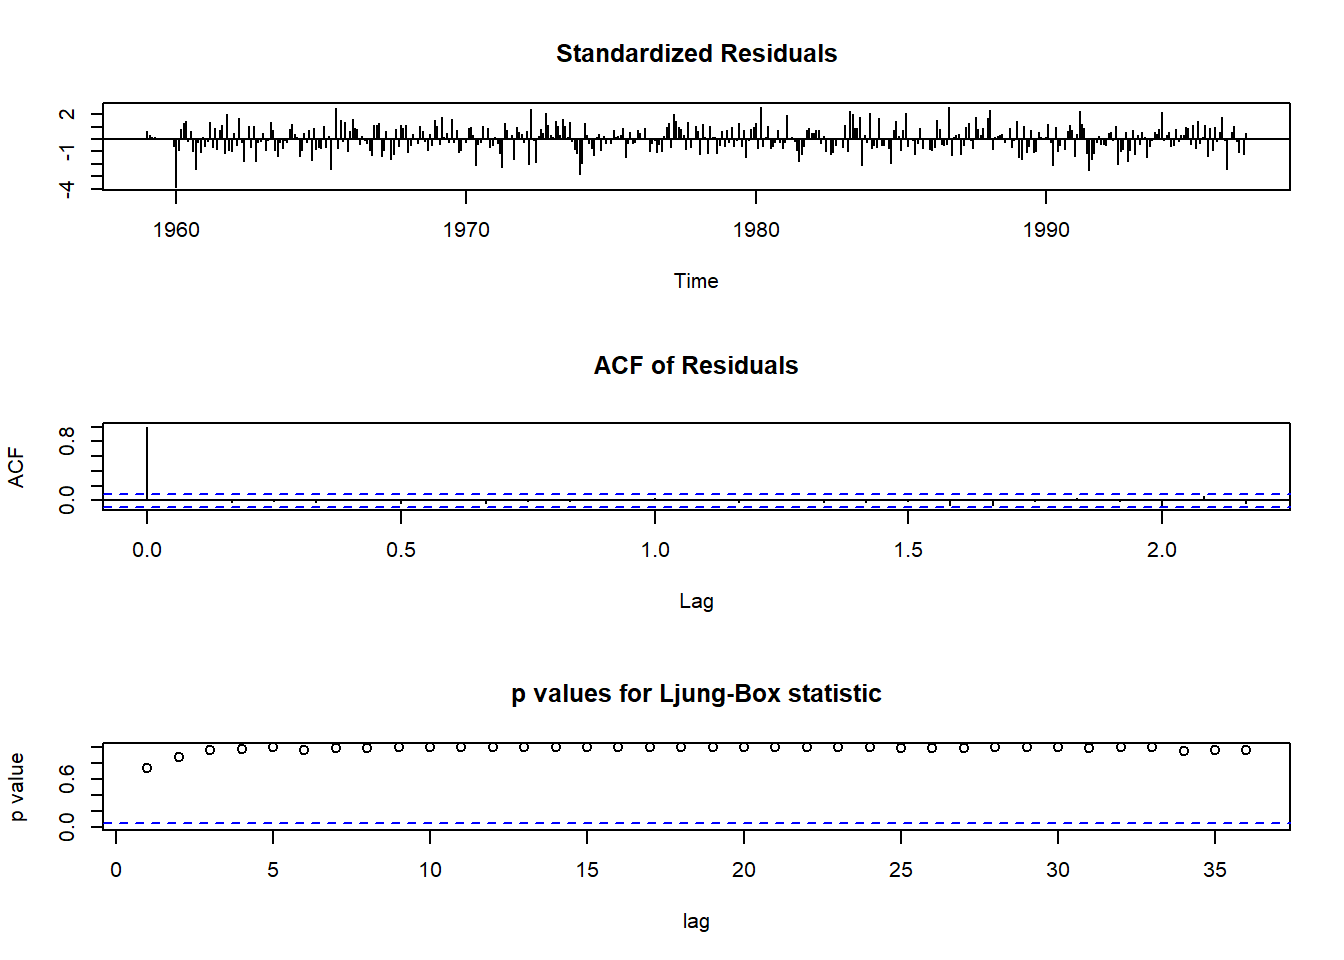 Standardized Residuals
2
-1
-4
1960 1970 1980 1990
Time
ACF of Residuals
ACF
0.8
0.0
0.0 0.5 1.0 1.5 2.0
Lag
p values for Ljung-Box statistic
p value
0.6
0.0
0 5 10 15 20 25 30 35
lag